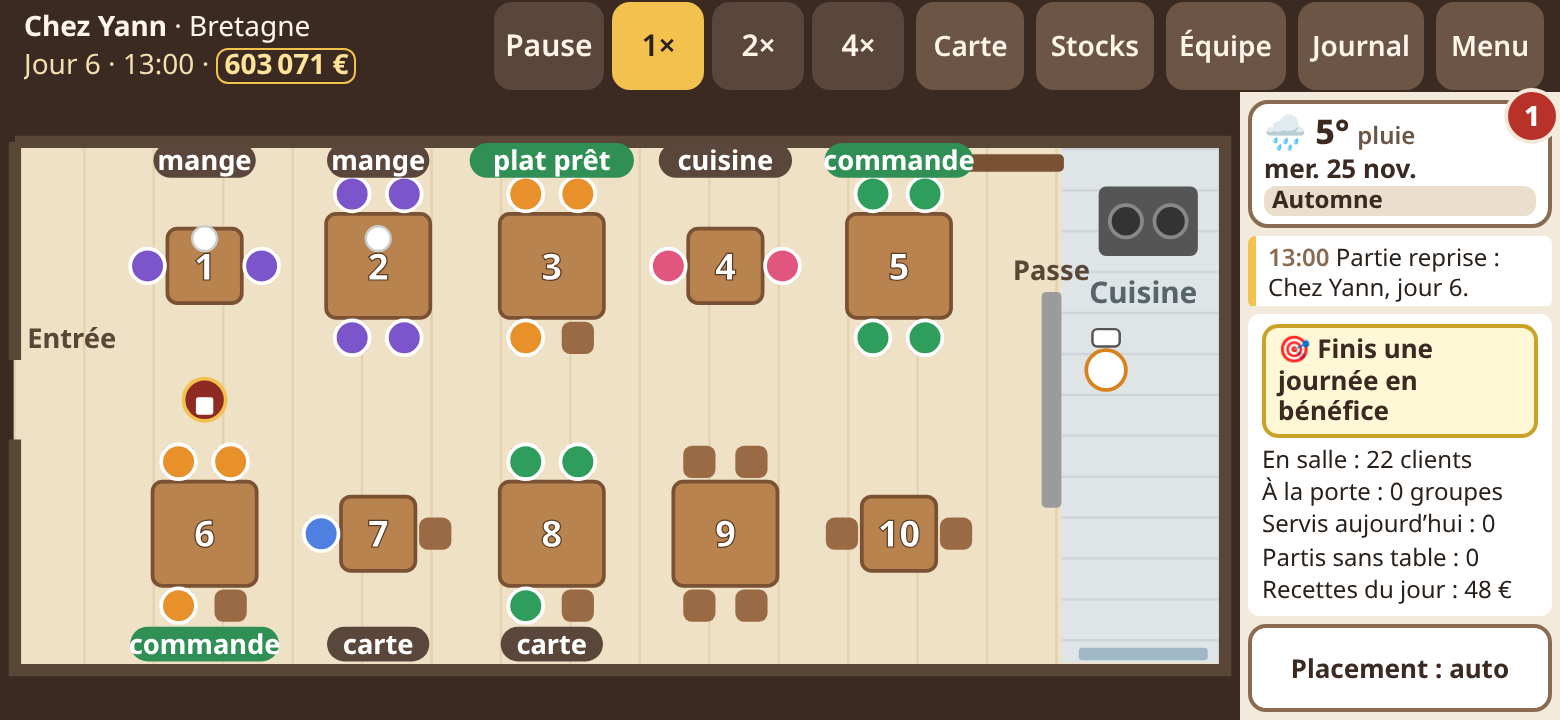 Chez Yann · Bretagne
Jour 6 · 13:00 · 603 071 €
Pause
1×
2×
4×
Carte
Stocks
Équipe
Journal
Menu
1
🌧️ 5° pluie
mer. 25 nov.
Automne
13:00 Partie reprise :
Chez Yann, jour 6.
🎯 Finis une
journée en
bénéfice
En salle : 22 clients
À la porte : 0 groupes
Servis aujourd’hui : 0
Partis sans table : 0
Recettes du jour : 48 €
Placement : auto
mange
mange
plat prêt
cuisine
commande
1
2
3
4
5
Passe
Cuisine
Entrée
6
7
8
9
10
commande
carte
carte